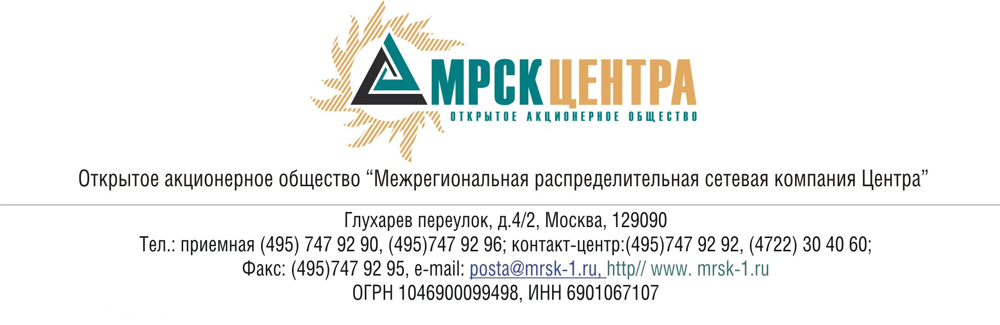 МРСК ЦЕНТРА
ОТКРЫТОЕ АКЦИОНЕРНОЕ ОБЩЕСТВО
Открытое акционерное общество “Межрегиональная распределительная сетевая компания Центра”
Глухарев переулок, д.4/2, Москва, 129090
Тел.: приемная (495) 747 92 90, (495)747 92 96; контакт-центр:(495)747 92 92, (4722) 30 40 60;
Факс: (495)747 92 95, e-mail: posta@mrsk-1.ru, http// www. mrsk-1.ru
ОГРН 1046900099498, ИНН 6901067107